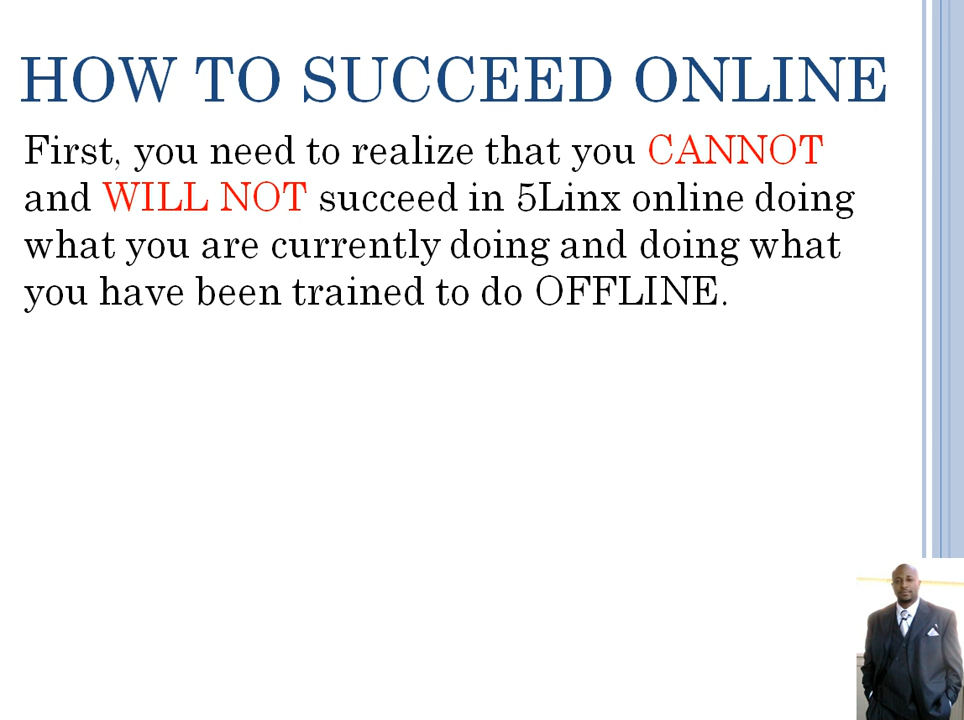 HOW TO SUCCEED ONLINE
First, you need to realize that you CANNOT
and WILL NOT succeed in 5Linx online doing
what you are currently doing and doing what
you have been trained to do OFFLINE.